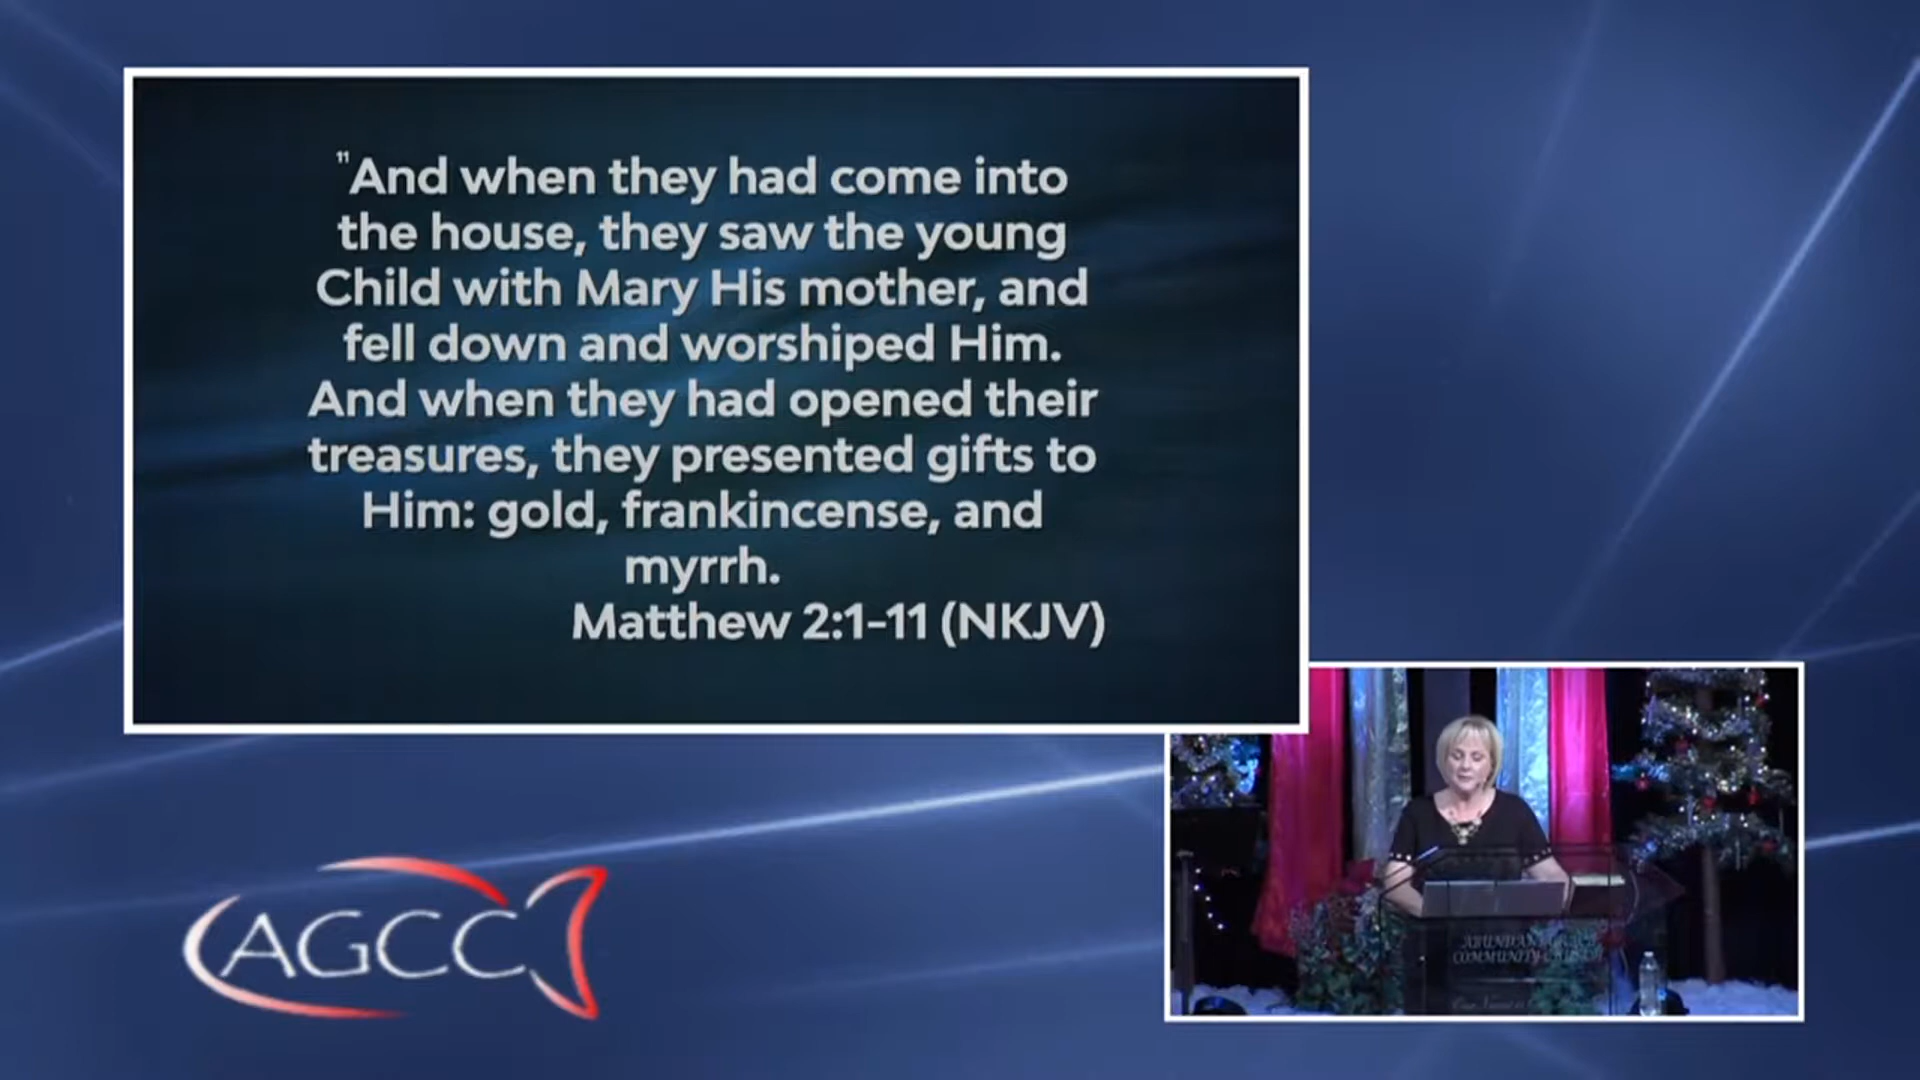 "And when they had come into
the house, they saw the young
Child with Mary His mother, and
fell down and worshiped Him.
And when they had opened their
treasures, they presented gifts to
Him: gold, frankincense, and
myrrh.
Matthew 2:1-11 (NKJV)
AGCC
COMMUNITY